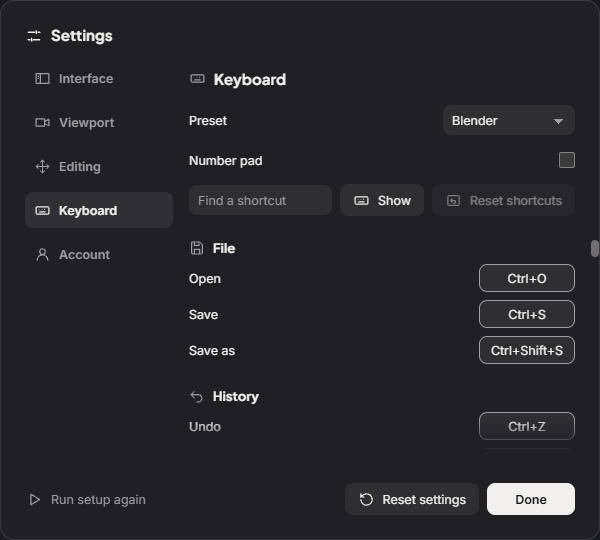 Settings
Interface
Viewport
Editing
Keyboard
Account
Keyboard
Preset
Blender
Number pad
Find a shortcut
Show
Reset shortcuts
File
Open
Ctrl+O
Save
Ctrl+S
Save as
Ctrl+Shift+S
History
Undo
Ctrl+Z
Run setup again
Reset settings
Done